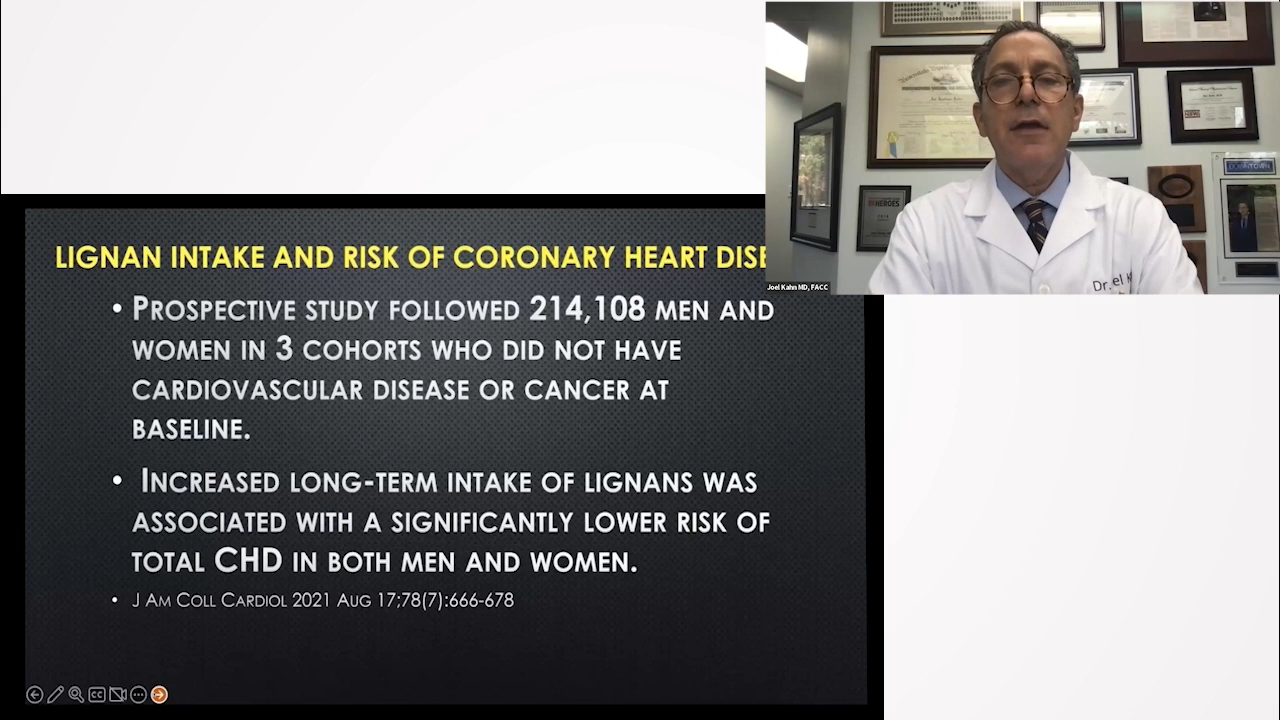 LIGNAN INTAKE AND RISK OF CORONARY HEART DISE
• PROSPECTIVE STUDY FOLLOWED 214,108 MEN AND
WOMEN IN 3 COHORTS WHO DID NOT HAVE
CARDIOVASCULAR DISEASE OR CANCER AT
BASELINE.
• INCREASED LONG-TERM INTAKE OF LIGNANS WAS
ASSOCIATED WITH A SIGNIFICANTLY LOWER RISK OF
TOTAL CHD IN BOTH MEN AND WOMEN.
• J AM COLL CARDIOL 2021 AUG 17;78(7):666-678
CC
Joel Kahn MD, FACC
HEROES
DOWNTOWN